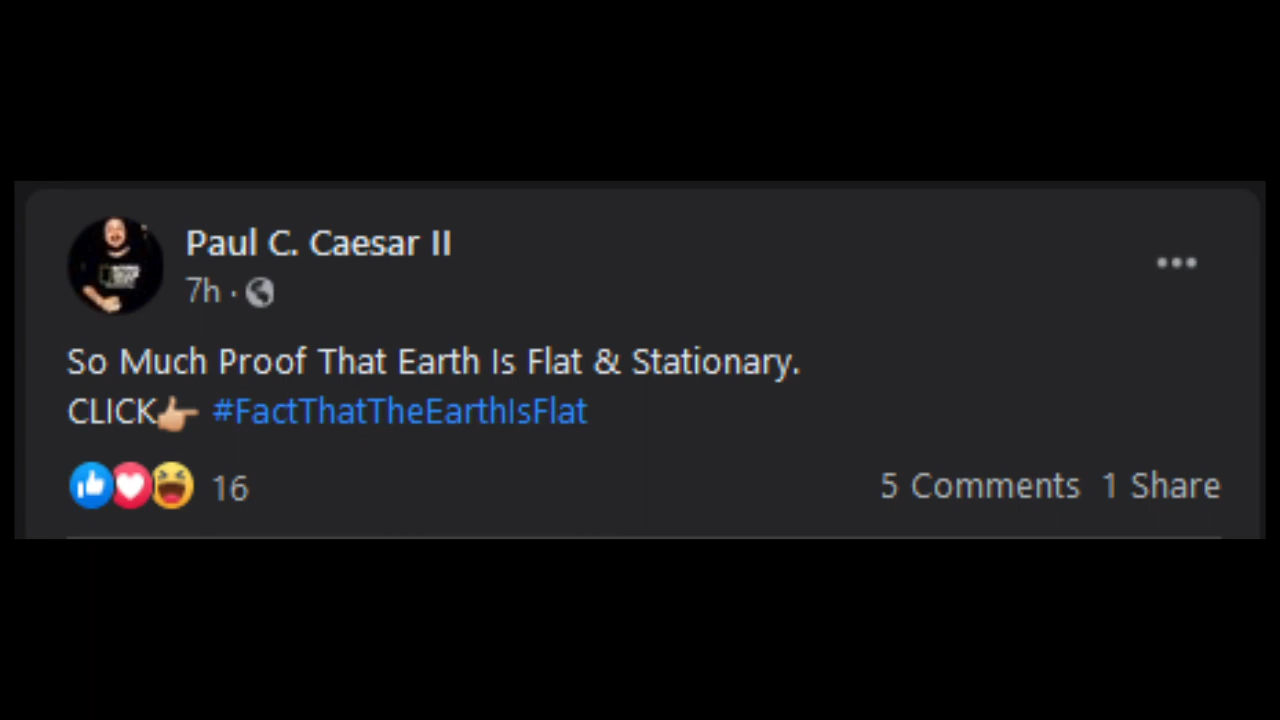 Paul C. Caesar II
7h ·
So Much Proof That Earth Is Flat & Stationary.
CLICK👉 #FactThatTheEarthIsFlat
16
5 Comments 1 Share